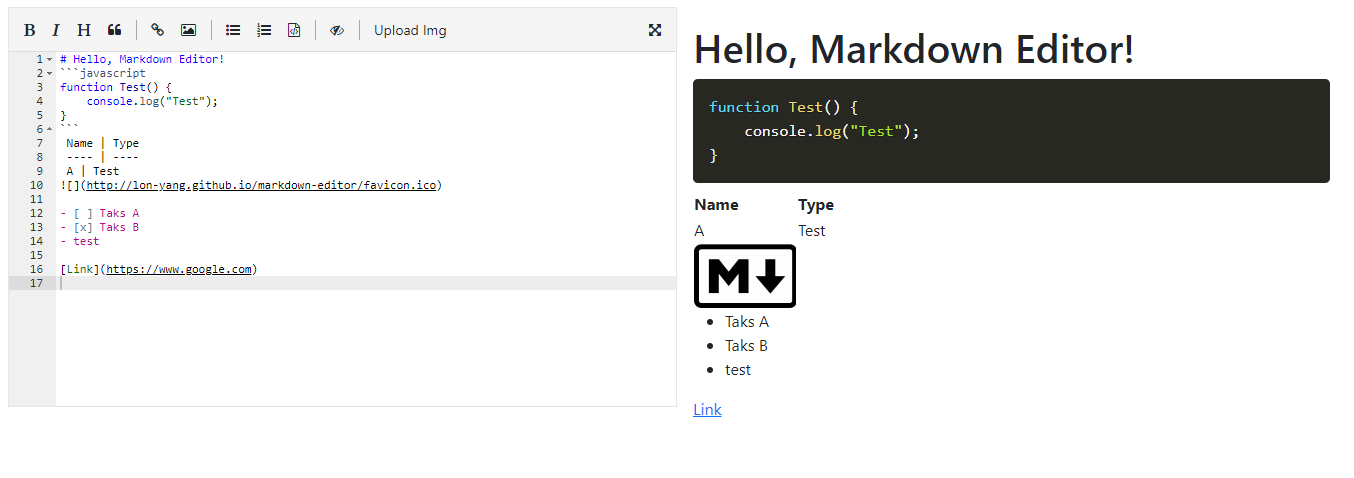 B I H Upload Img
1 # Hello, Markdown Editor!
2 ```javascript
3 function Test() {
4     console.log("Test");
5 }
6 ```
7  Name | Type
8  ---- | ----
9  A | Test
10 ![](http://lon-yang.github.io/markdown-editor/favicon.ico)
11
12 - [ ] Taks A
13 - [x] Taks B
14 - test
15
16 [Link](https://www.google.com)
17
Hello, Markdown Editor!
function Test() {
    console.log("Test");
}
Name Type
A Test
M
Taks A
Taks B
test
Link